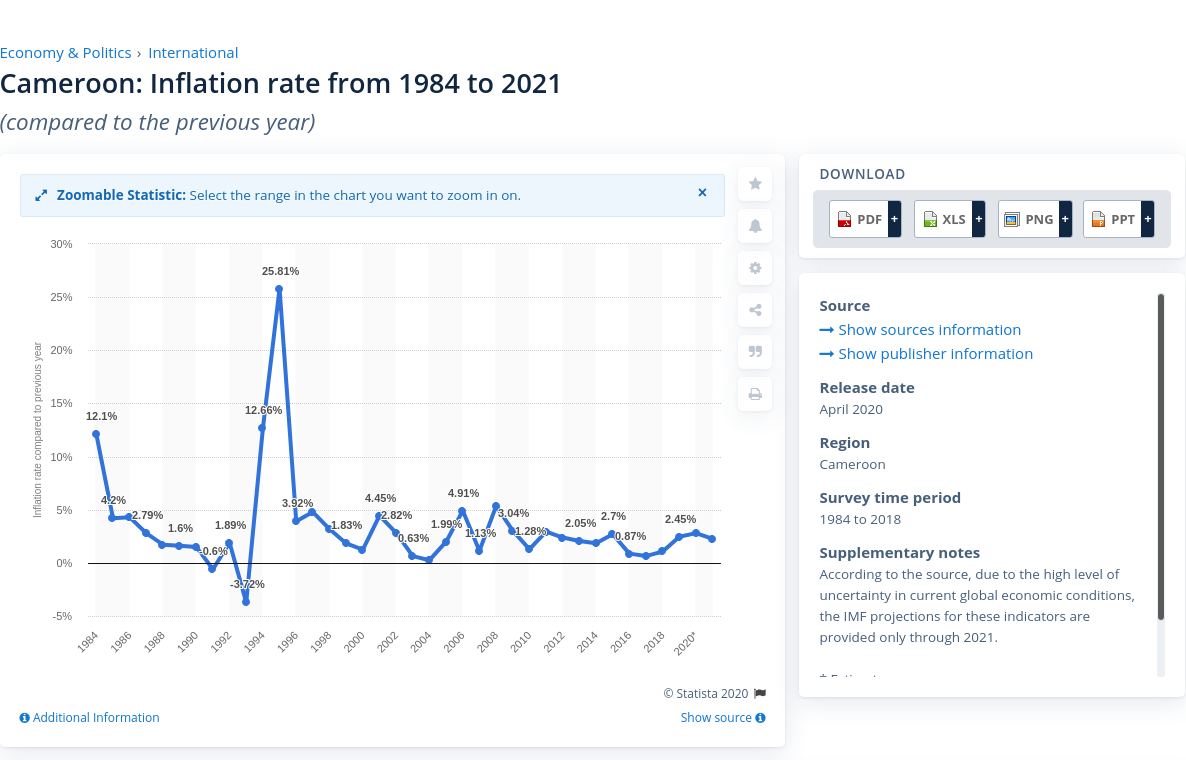 Economy & Politics › International
Cameroon: Inflation rate from 1984 to 2021
(compared to the previous year)
Zoomable Statistic: Select the range in the chart you want to zoom in on.
×
Inflation rate compared to previous year
30%
25%
20%
15%
10%
5%
0%
-5%
12.1%
4.2%
2.79%
1.6%
-0.6%
1.89%
-3.72%
12.66%
25.81%
3.92%
1.83%
4.45%
2.82%
0.63%
1.99%
4.91%
1.13%
3.04%
1.28%
2.05%
2.7%
0.87%
2.45%
1984
1986
1988
1990
1992
1994
1996
1998
2000
2002
2004
2006
2008
2010
2012
2014
2016
2018
2020*
© Statista 2020
Additional Information
Show source
DOWNLOAD
PDF + XLS + PNG + PPT +
Source
Show sources information
Show publisher information
Release date
April 2020
Region
Cameroon
Survey time period
1984 to 2018
Supplementary notes
According to the source, due to the high level of
uncertainty in current global economic conditions,
the IMF projections for these indicators are
provided only through 2021.